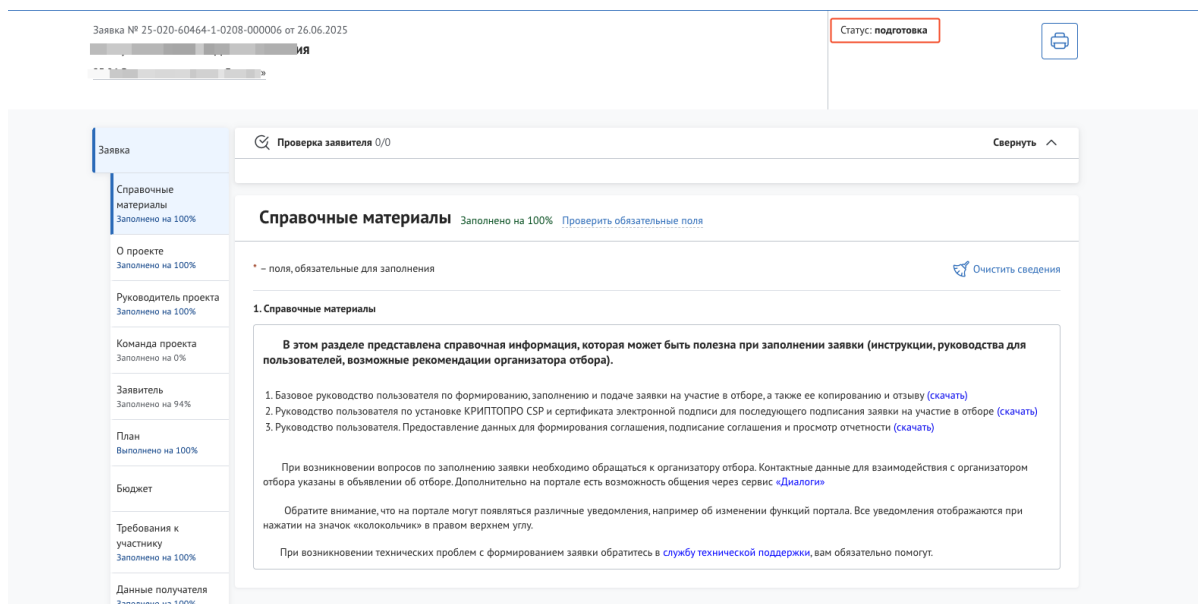 Заявка № 25-020-60464-1-0208-000006 от 26.06.2025
Статус: подготовка
ия
»
Заявка
Проверка заявителя 0/0
Свернуть
Справочные
материалы
Заполнено на 100%
О проекте
Заполнено на 100%
Руководитель проекта
Заполнено на 100%
Команда проекта
Заполнено на 0%
Заявитель
Заполнено на 94%
План
Выполнено на 100%
Бюджет
Требования к
участнику
Заполнено на 100%
Данные получателя
Заполнено на 100%
Справочные материалы Заполнено на 100% Проверить обязательные поля
* – поля, обязательные для заполнения
Очистить сведения
1. Справочные материалы
В этом разделе представлена справочная информация, которая может быть полезна при заполнении заявки (инструкции, руководства для
пользователей, возможные рекомендации организатора отбора).
1. Базовое руководство пользователя по формированию, заполнению и подаче заявки на участие в отборе, а также ее копированию и отзыву (скачать)
2. Руководство пользователя по установке КРИПТОПРО CSP и сертификата электронной подписи для последующего подписания заявки на участие в отборе (скачать)
3. Руководство пользователя. Предоставление данных для формирования соглашения, подписание соглашения и просмотр отчетности (скачать)
При возникновении вопросов по заполнению заявки необходимо обращаться к организатору отбора. Контактные данные для взаимодействия с организатором
отбора указаны в объявлении об отборе. Дополнительно на портале есть возможность общения через сервис «Диалоги»
Обратите внимание, что на портале могут появляться различные уведомления, например об изменении функций портала. Все уведомления отображаются при
нажатии на значок «колокольчик» в правом верхнем углу.
При возникновении технических проблем с формированием заявки обратитесь в службу технической поддержки, вам обязательно помогут.